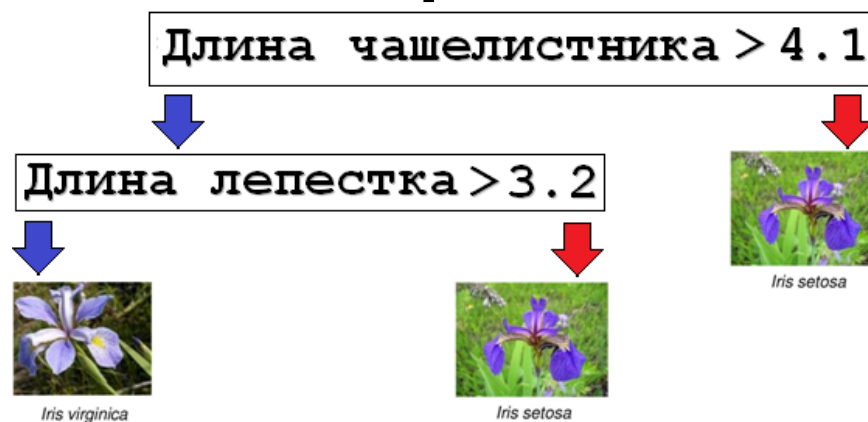 Длина чашелистника > 4.1
Длина лепестка > 3.2
Iris setosa
Iris virginica
Iris setosa